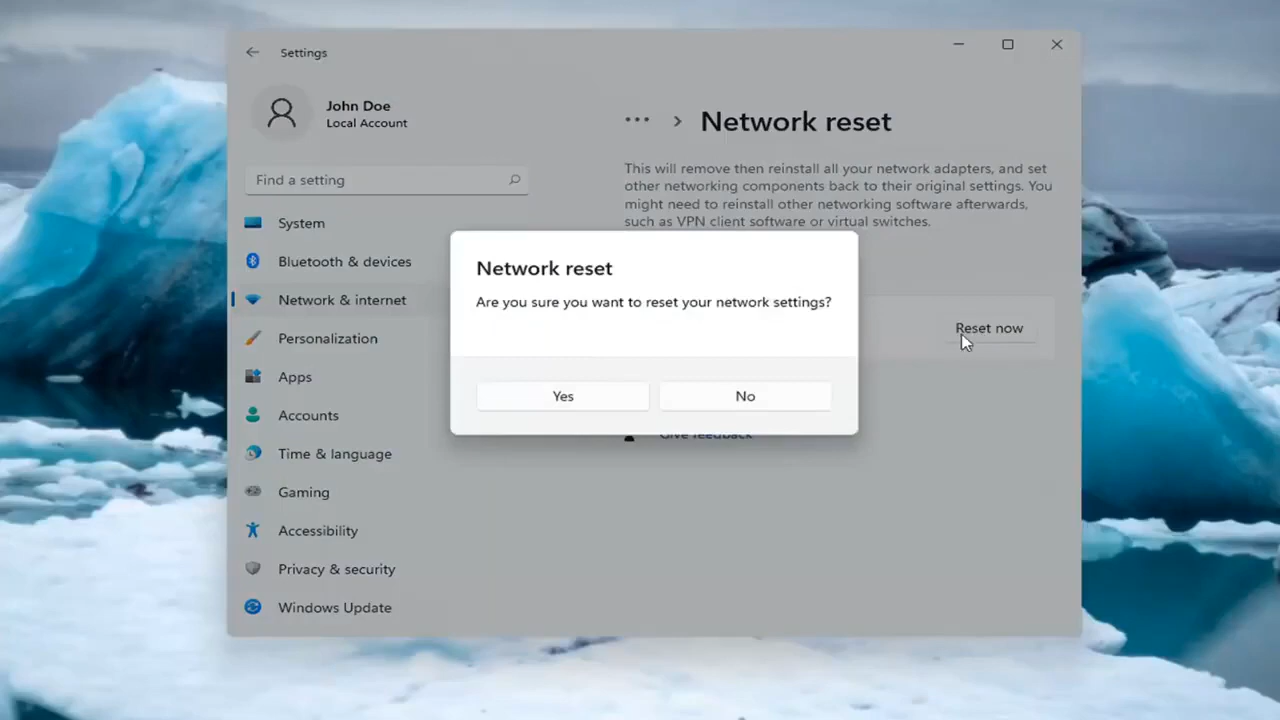 Settings
John Doe
Local Account
Find a setting
System
Bluetooth & devices
Network & internet
Personalization
Apps
Accounts
Time & language
Gaming
Accessibility
Privacy & security
Windows Update
Network reset
This will remove then reinstall all your network adapters, and set
other networking components back to their original settings. You
might need to reinstall other networking software afterwards,
such as VPN client software or virtual switches.
Reset now
Give feedback
Network reset
Are you sure you want to reset your network settings?
Yes
No